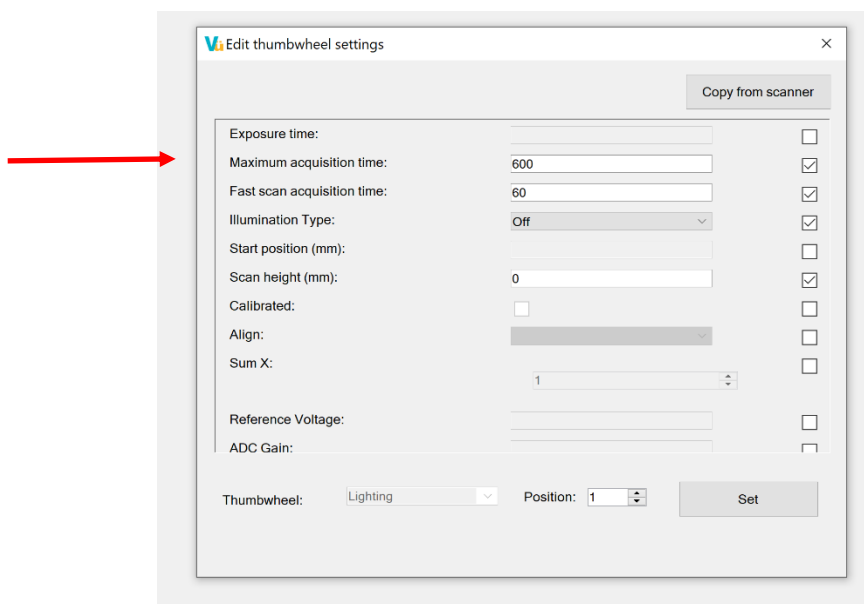 Edit thumbwheel settings
Copy from scanner
Exposure time:
Maximum acquisition time: 600
Fast scan acquisition time: 60
Illumination Type: Off
Start position (mm):
Scan height (mm): 0
Calibrated:
Align:
Sum X:
1
Reference Voltage:
ADC Gain:
Thumbwheel: Lighting Position: 1 Set